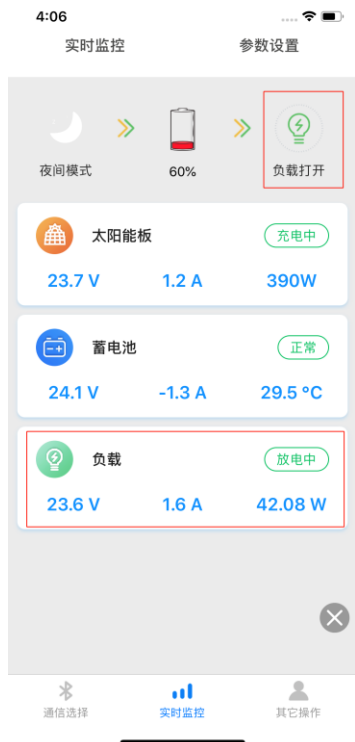 4:06
实时监控 参数设置
夜间模式 60% 负载打开
太阳能板 充电中
23.7 V 1.2 A 390W
蓄电池 正常
24.1 V -1.3 A 29.5 °C
负载 放电中
23.6 V 1.6 A 42.08 W
通信选择 实时监控 其它操作